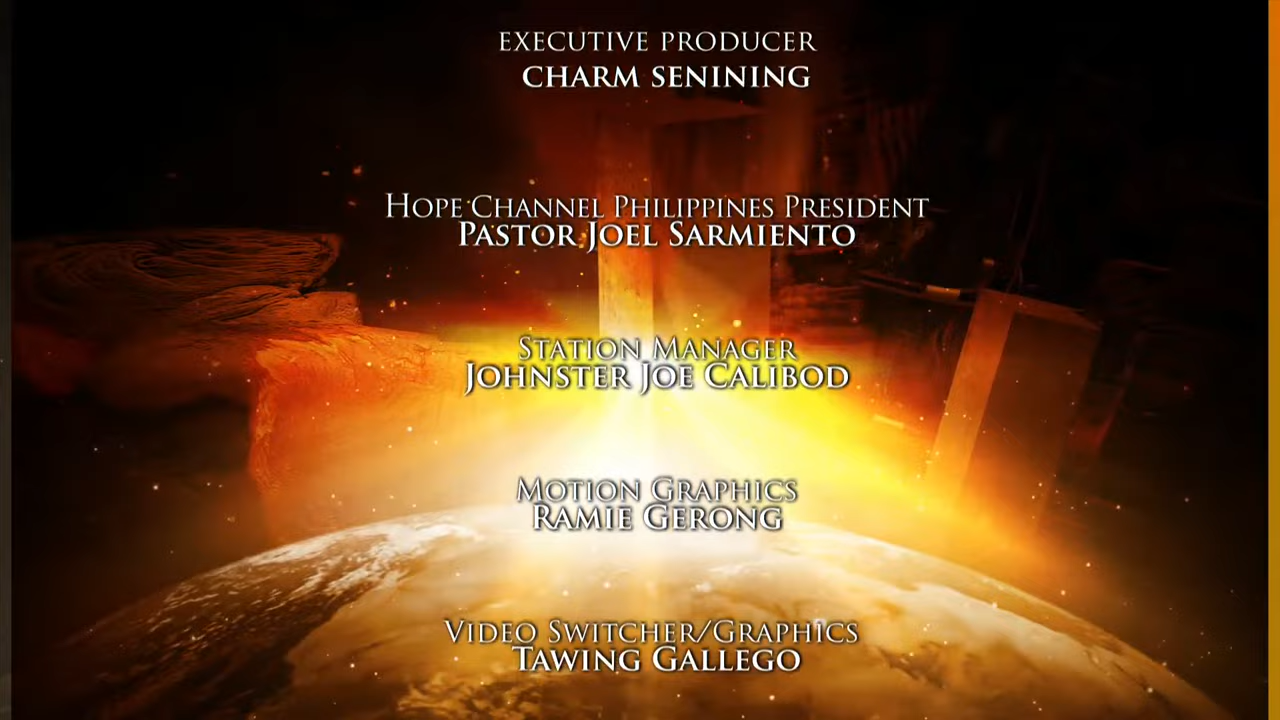 EXECUTIVE PRODUCER
CHARM SENINING
HOPE CHANNEL PHILIPPINES PRESIDENT
PASTOR JOEL SARMIENTO
STATION MANAGER
JOHNSTER JOE CALIBOD
MOTION GRAPHICS
RAMIE GERONG
VIDEO SWITCHER/GRAPHICS
TAWING GALLEGO